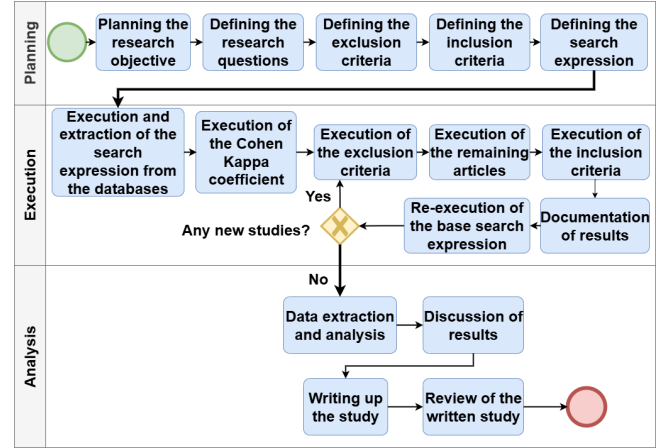 Planning
Planning the
research
objective
Defining the
research
questions
Defining the
exclusion
criteria
Defining the
inclusion
criteria
Defining the
search
expression
Execution
Execution and
extraction of the
search
expression from
the databases
Execution of
the Cohen
Kappa
coefficient
Execution of
the exclusion
criteria
Execution of
the remaining
articles
Execution of
the inclusion
criteria
Documentation
of results
Re-execution of
the base search
expression
Any new studies?
Yes
No
Analysis
Data extraction
and analysis
Discussion of
results
Writing up
the study
Review of the
written study